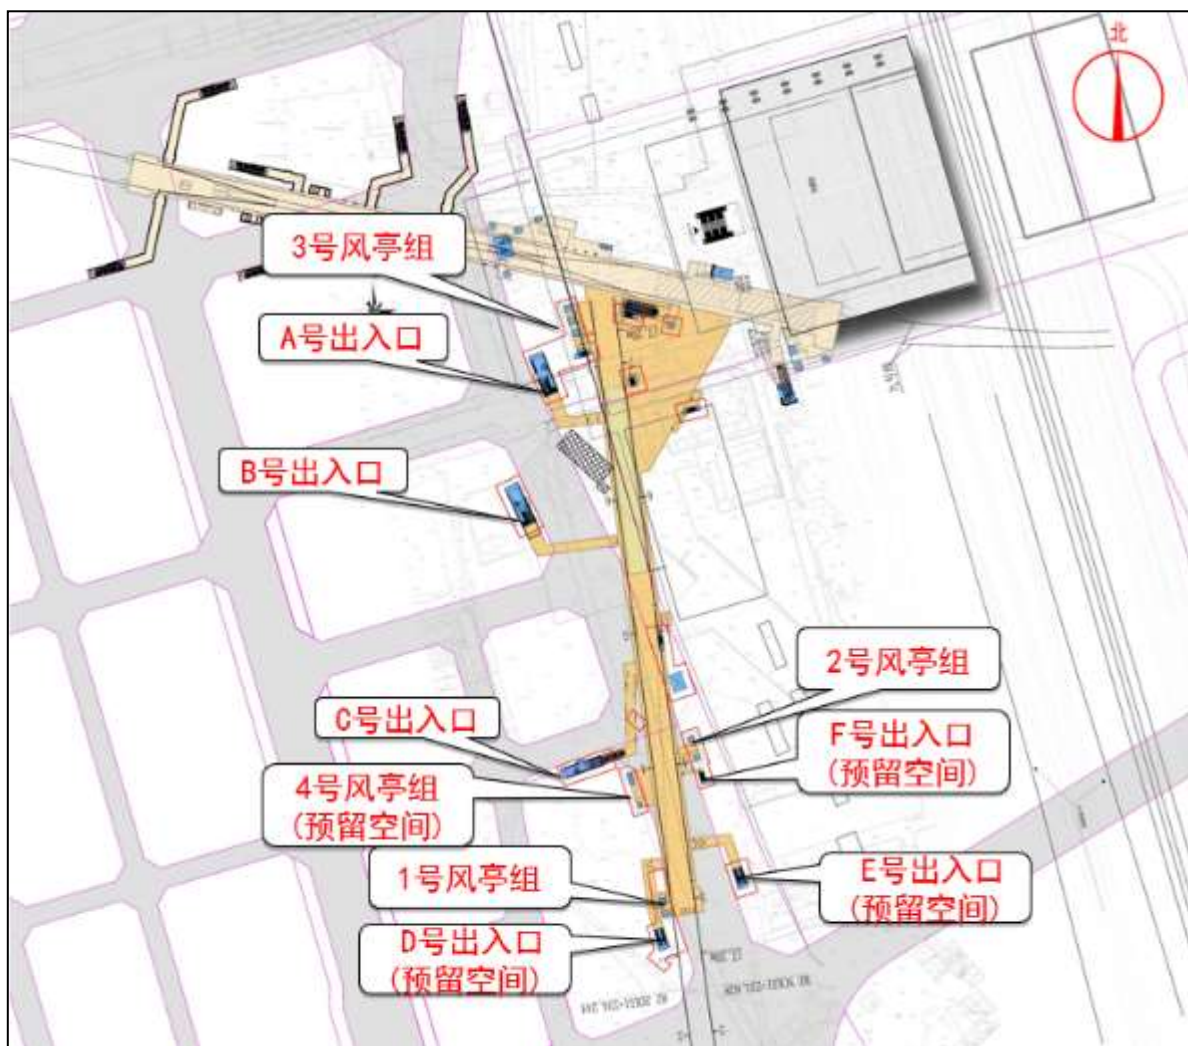 北
3号风亭组
A号出入口
B号出入口
2号风亭组
C号出入口
F号出入口
(预留空间)
4号风亭组
(预留空间)
1号风亭组
E号出入口
(预留空间)
D号出入口
(预留空间)